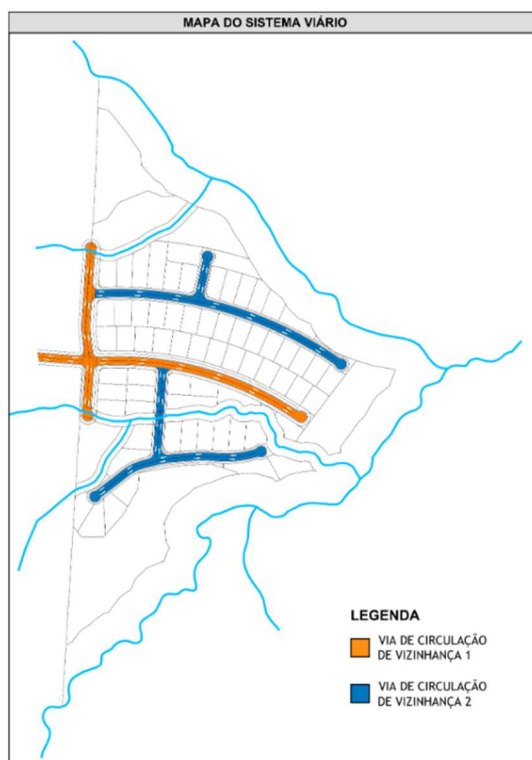 MAPA DO SISTEMA VIÁRIO
LEGENDA
VIA DE CIRCULAÇÃO
DE VIZINHANÇA 1
VIA DE CIRCULAÇÃO
DE VIZINHANÇA 2